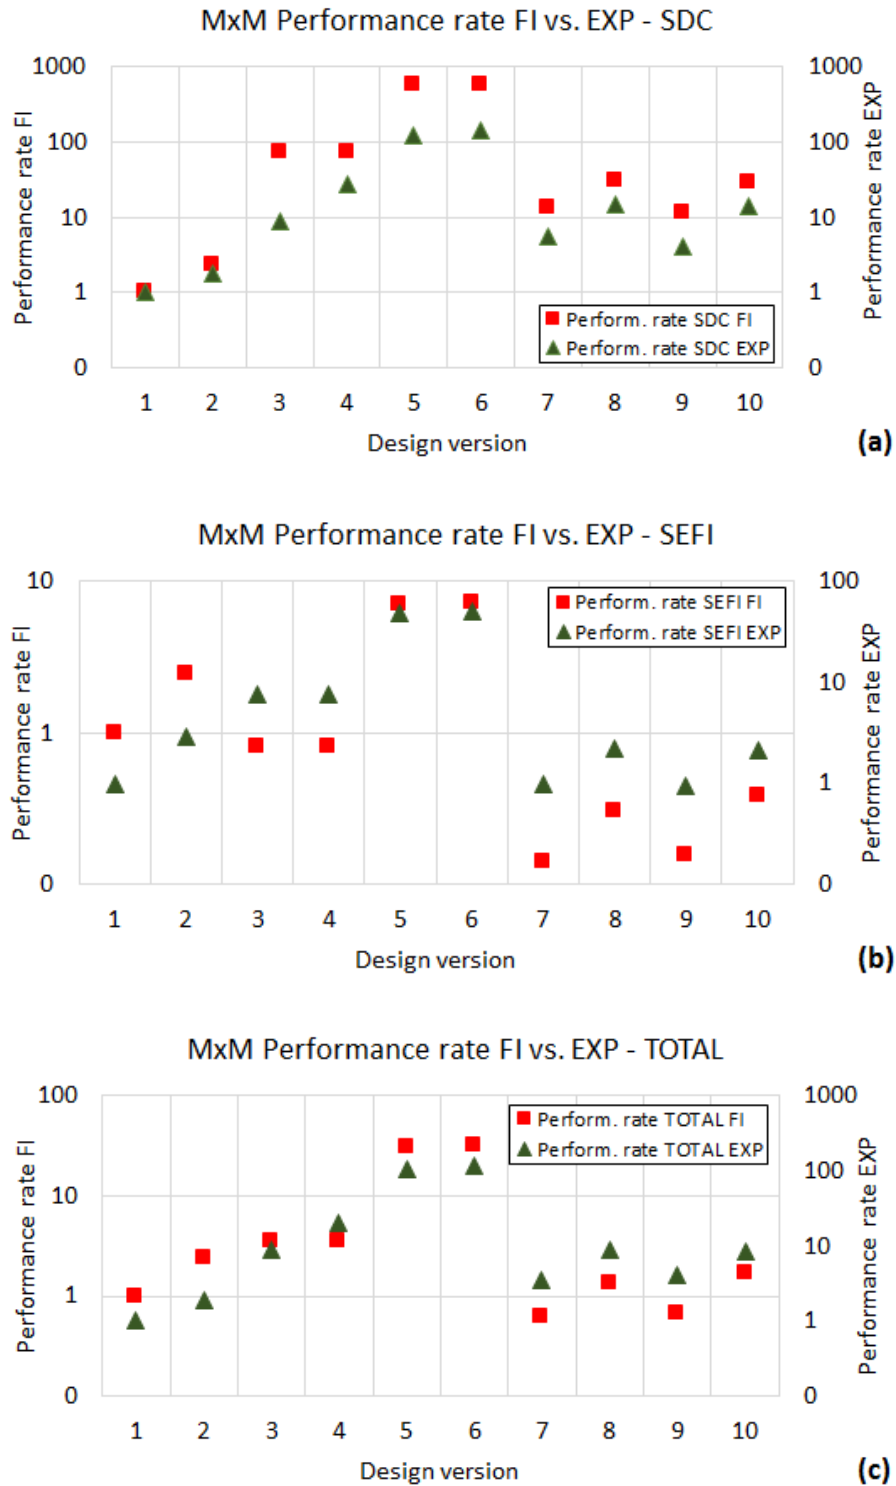 MxM Performance rate FI vs. EXP - SDC
Performance rate FI
1000
100
10
1
0
1000
100
10
1
0
Performance rate EXP
Perform. rate SDC FI
Perform. rate SDC EXP
1 2 3 4 5 6 7 8 9 10
Design version
(a)
MxM Performance rate FI vs. EXP - SEFI
Performance rate FI
10
1
0
100
10
1
0
Performance rate EXP
Perform. rate SEFI FI
Perform. rate SEFI EXP
1 2 3 4 5 6 7 8 9 10
Design version
(b)
MxM Performance rate FI vs. EXP - TOTAL
Performance rate FI
100
10
1
0
1000
100
10
1
0
Performance rate EXP
Perform. rate TOTAL FI
Perform. rate TOTAL EXP
1 2 3 4 5 6 7 8 9 10
Design version
(c)